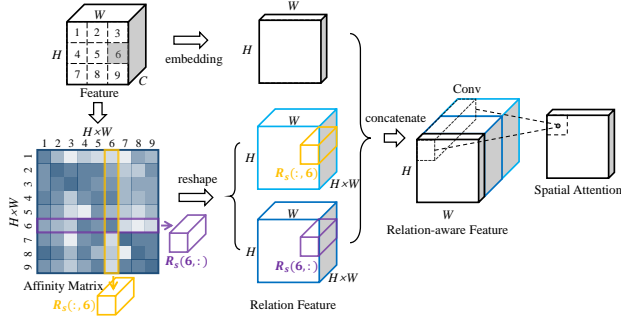 W
1 2 3
H 4 5 6
7 8 9
C
Feature
embedding
W
H
H×W
1 2 3 4 5 6 7 8 9
H×W
1
2
3
4
5
6
7
8
9
R_s(6,:)
Affinity Matrix
R_s(:,6)
reshape
W
H
R_s(:,6)
H×W
W
H
R_s(6,:)
H×W
Relation Feature
concatenate
Conv
H
W
Relation-aware Feature
Spatial Attention